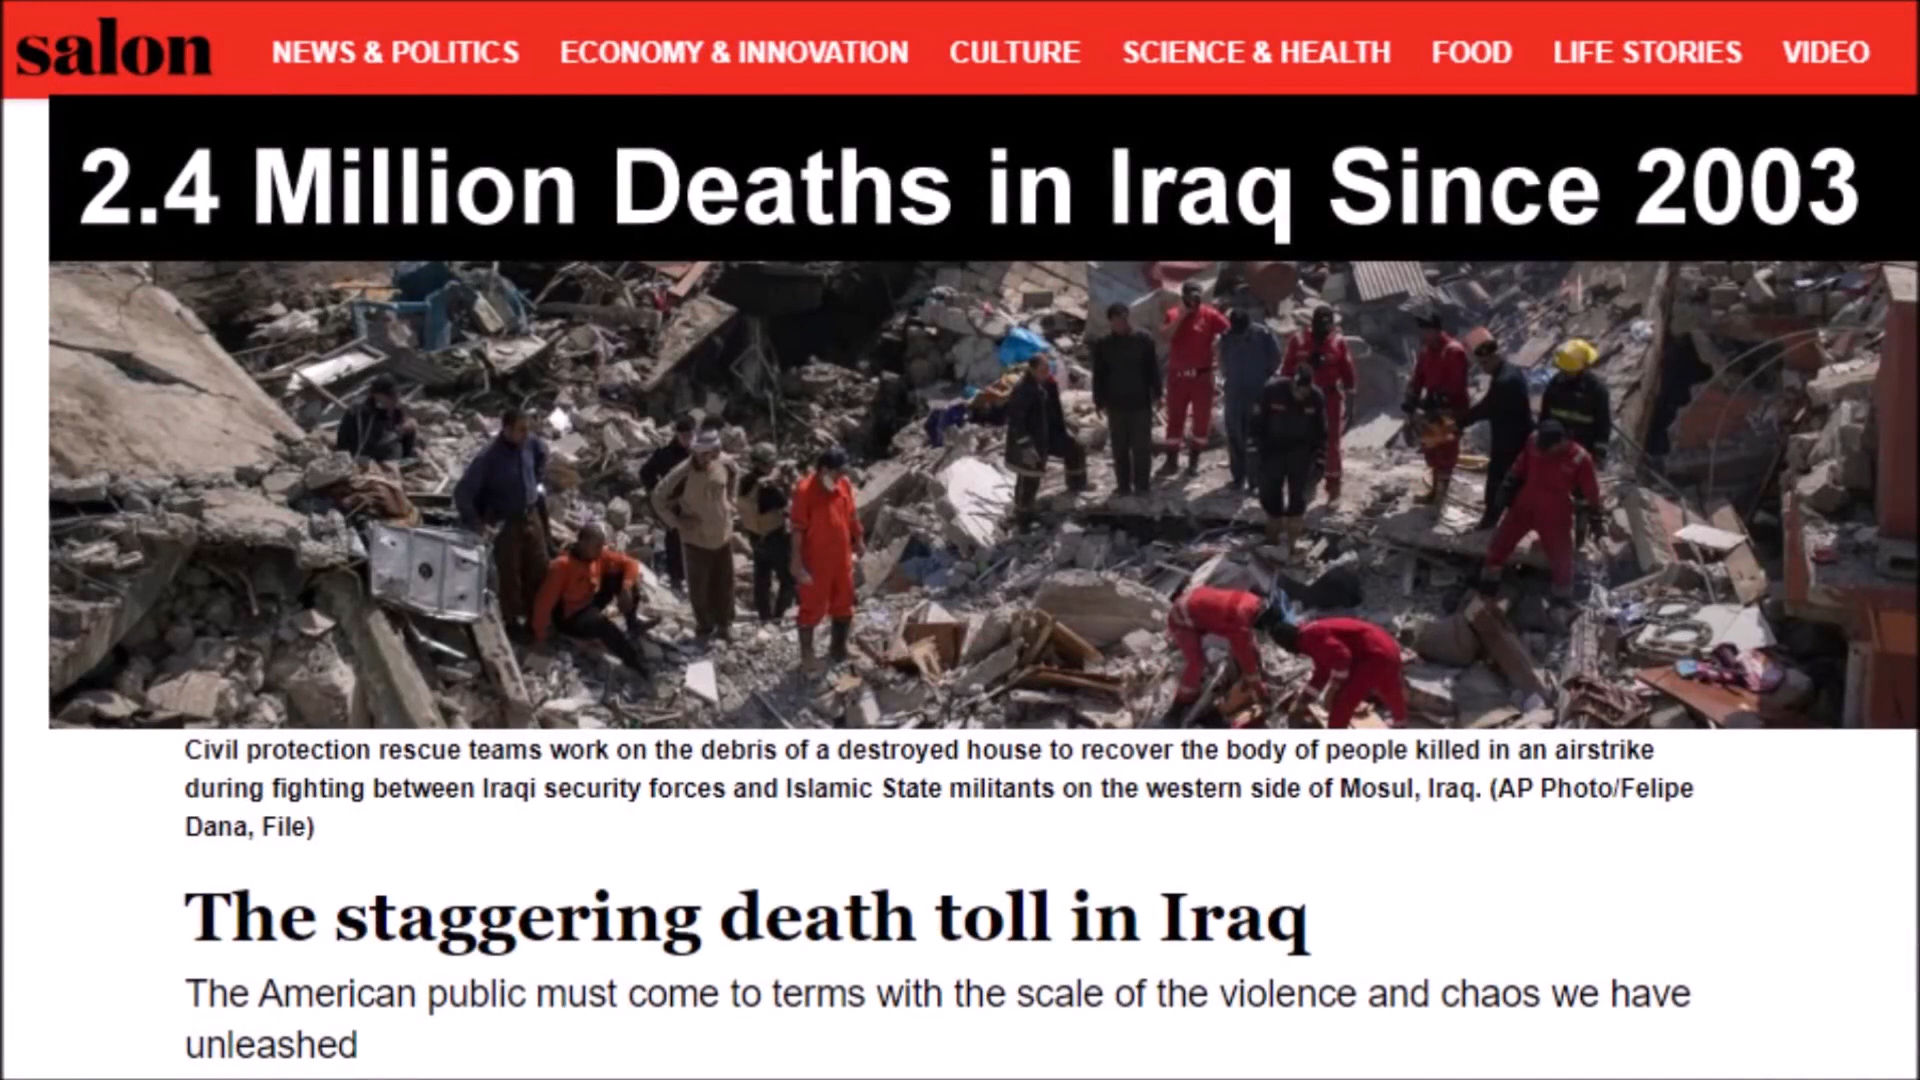 salon
NEWS & POLITICS ECONOMY & INNOVATION CULTURE SCIENCE & HEALTH FOOD LIFE STORIES VIDEO
2.4 Million Deaths in Iraq Since 2003
Civil protection rescue teams work on the debris of a destroyed house to recover the body of people killed in an airstrike
during fighting between Iraqi security forces and Islamic State militants on the western side of Mosul, Iraq. (AP Photo/Felipe
Dana, File)
The staggering death toll in Iraq
The American public must come to terms with the scale of the violence and chaos we have
unleashed